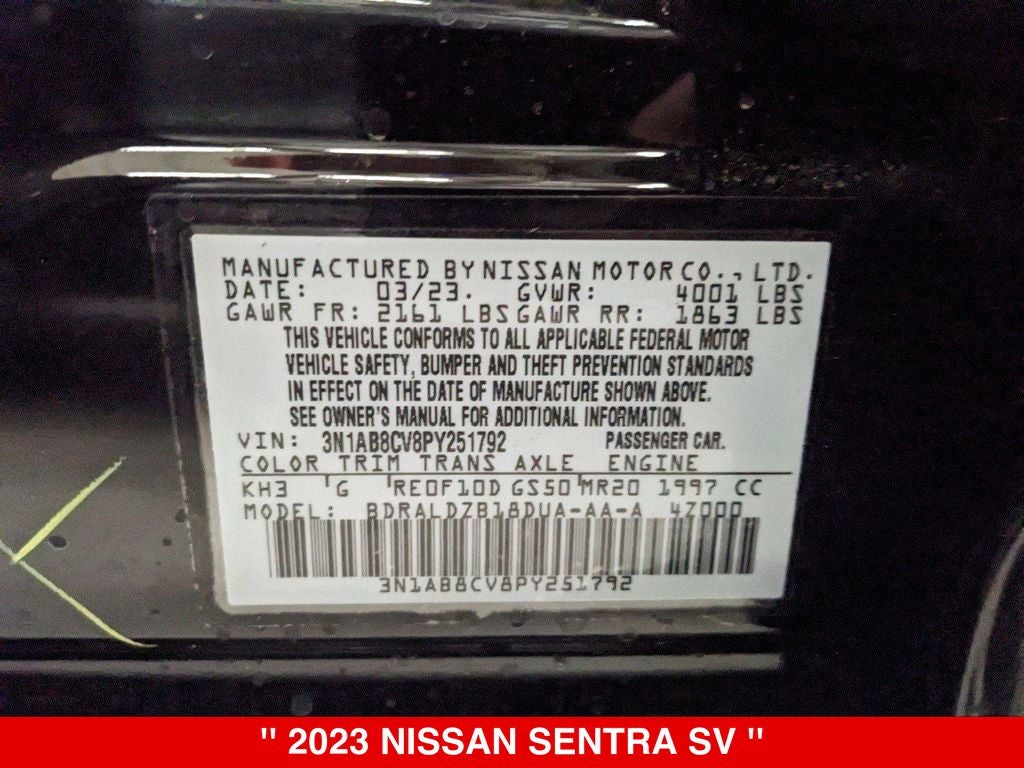 MANUFACTURED BY NISSAN MOTOR CO., LTD.
DATE: 03/23. GVWR: 4001 LBS
GAWR FR: 2161 LBS GAWR RR: 1863 LBS
THIS VEHICLE CONFORMS TO ALL APPLICABLE FEDERAL MOTOR
VEHICLE SAFETY, BUMPER AND THEFT PREVENTION STANDARDS
IN EFFECT ON THE DATE OF MANUFACTURE SHOWN ABOVE.
SEE OWNER'S MANUAL FOR ADDITIONAL INFORMATION.
VIN: 3N1AB8CV8PY251792 PASSENGER CAR.
COLOR TRIM TRANS AXLE ENGINE
KH3 G RE0F10D GS50 MR20 1997 CC
MODEL: BDRALDZB18DUA-AA-A 4Z000
3N1AB8CV8PY251792
" 2023 NISSAN SENTRA SV "